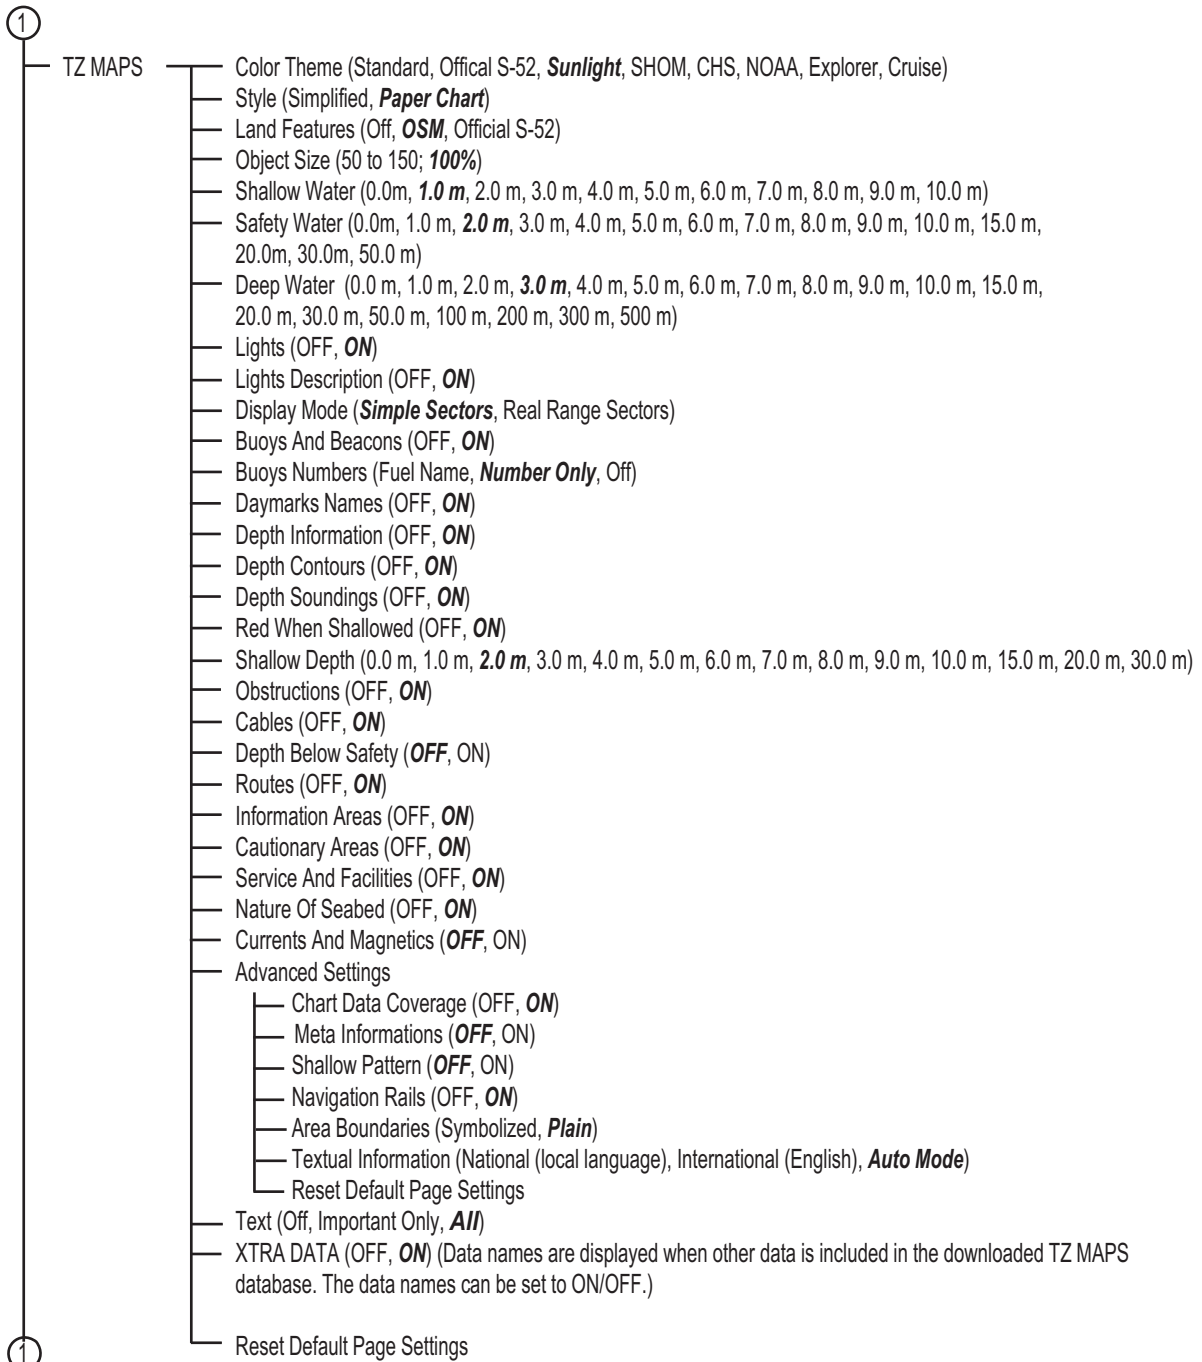 1
TZ MAPS
Color Theme (Standard, Offical S-52, Sunlight, SHOM, CHS, NOAA, Explorer, Cruise)
Style (Simplified, Paper Chart)
Land Features (Off, OSM, Official S-52)
Object Size (50 to 150; 100%)
Shallow Water (0.0m, 1.0 m, 2.0 m, 3.0 m, 4.0 m, 5.0 m, 6.0 m, 7.0 m, 8.0 m, 9.0 m, 10.0 m)
Safety Water (0.0m, 1.0 m, 2.0 m, 3.0 m, 4.0 m, 5.0 m, 6.0 m, 7.0 m, 8.0 m, 9.0 m, 10.0 m, 15.0 m,
20.0m, 30.0m, 50.0 m)
Deep Water (0.0 m, 1.0 m, 2.0 m, 3.0 m, 4.0 m, 5.0 m, 6.0 m, 7.0 m, 8.0 m, 9.0 m, 10.0 m, 15.0 m,
20.0 m, 30.0 m, 50.0 m, 100 m, 200 m, 300 m, 500 m)
Lights (OFF, ON)
Lights Description (OFF, ON)
Display Mode (Simple Sectors, Real Range Sectors)
Buoys And Beacons (OFF, ON)
Buoys Numbers (Fuel Name, Number Only, Off)
Daymarks Names (OFF, ON)
Depth Information (OFF, ON)
Depth Contours (OFF, ON)
Depth Soundings (OFF, ON)
Red When Shallowed (OFF, ON)
Shallow Depth (0.0 m, 1.0 m, 2.0 m, 3.0 m, 4.0 m, 5.0 m, 6.0 m, 7.0 m, 8.0 m, 9.0 m, 10.0 m, 15.0 m, 20.0 m, 30.0 m)
Obstructions (OFF, ON)
Cables (OFF, ON)
Depth Below Safety (OFF, ON)
Routes (OFF, ON)
Information Areas (OFF, ON)
Cautionary Areas (OFF, ON)
Service And Facilities (OFF, ON)
Nature Of Seabed (OFF, ON)
Currents And Magnetics (OFF, ON)
Advanced Settings
Chart Data Coverage (OFF, ON)
Meta Informations (OFF, ON)
Shallow Pattern (OFF, ON)
Navigation Rails (OFF, ON)
Area Boundaries (Symbolized, Plain)
Textual Information (National (local language), International (English), Auto Mode)
Reset Default Page Settings
Text (Off, Important Only, All)
XTRA DATA (OFF, ON) (Data names are displayed when other data is included in the downloaded TZ MAPS
database. The data names can be set to ON/OFF.)
Reset Default Page Settings
1